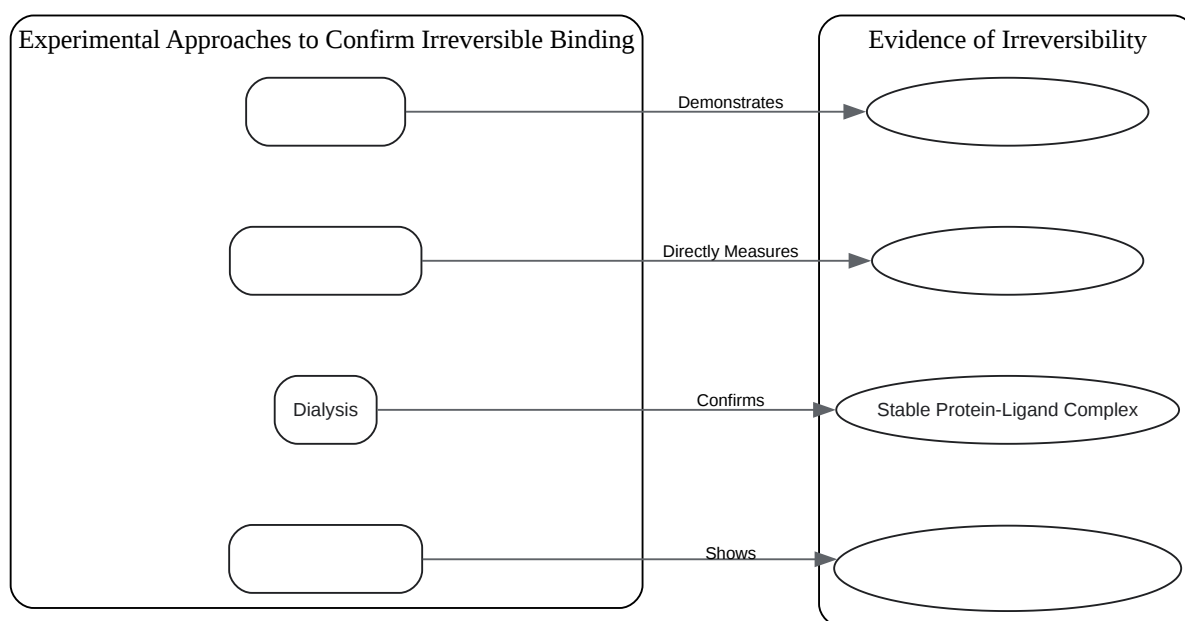 Experimental Approaches to Confirm Irreversible Binding
Evidence of Irreversibility
Demonstrates
Directly Measures
Dialysis
Confirms
Stable Protein-Ligand Complex
Shows